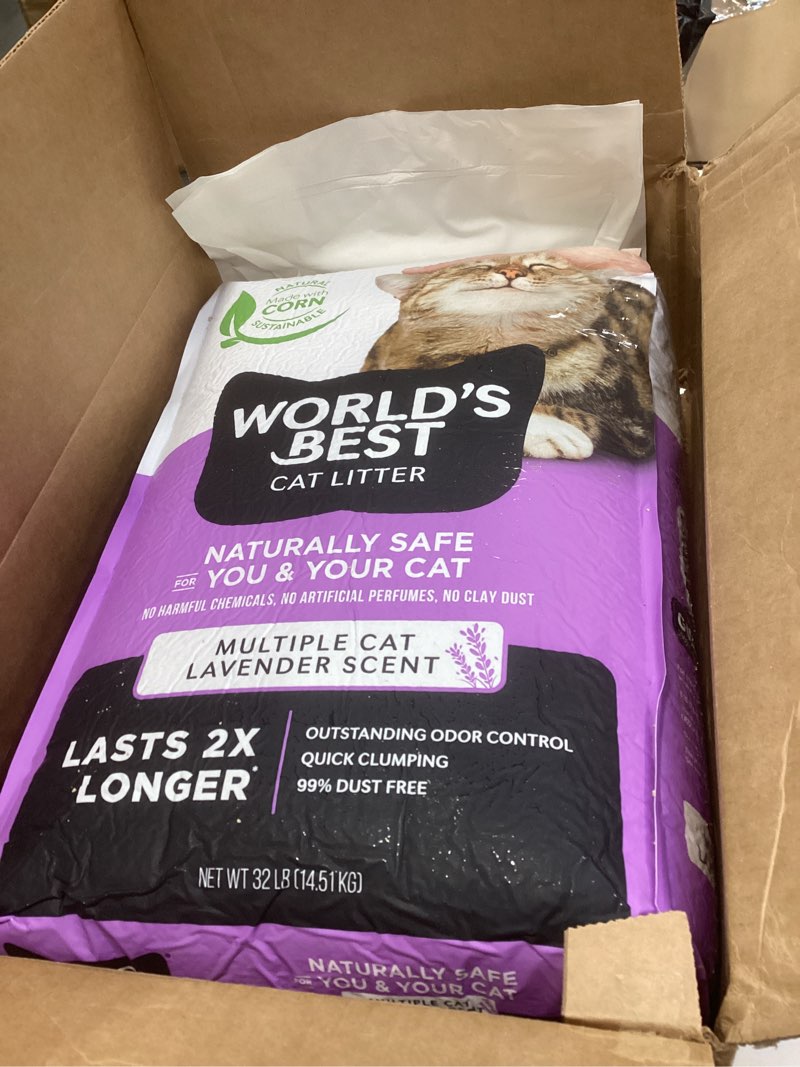 NATURAL
Made with
CORN
SUSTAINABLE
WORLD'S
BEST
CAT LITTER
NATURALLY SAFE
FOR YOU & YOUR CAT
NO HARMFUL CHEMICALS, NO ARTIFICIAL PERFUMES, NO CLAY DUST
MULTIPLE CAT
LAVENDER SCENT
LASTS 2X
LONGER*
OUTSTANDING ODOR CONTROL
QUICK CLUMPING
99% DUST FREE
NET WT 32 LB (14.51 KG)
NATURALLY SAFE
FOR YOU & YOUR CAT
MULTIPLE CAT